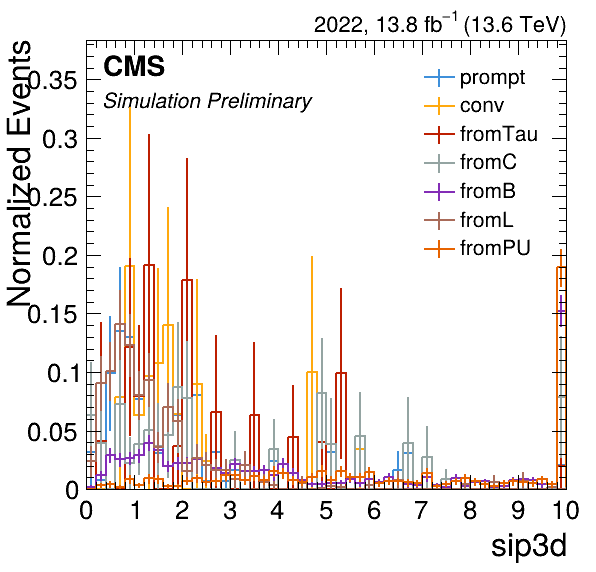 2022, 13.8 fb⁻¹ (13.6 TeV)
CMS
Simulation Preliminary
prompt
conv
fromTau
fromC
fromB
fromL
fromPU
Normalized Events
0.35
0.3
0.25
0.2
0.15
0.1
0.05
0
0 1 2 3 4 5 6 7 8 9 10
sip3d